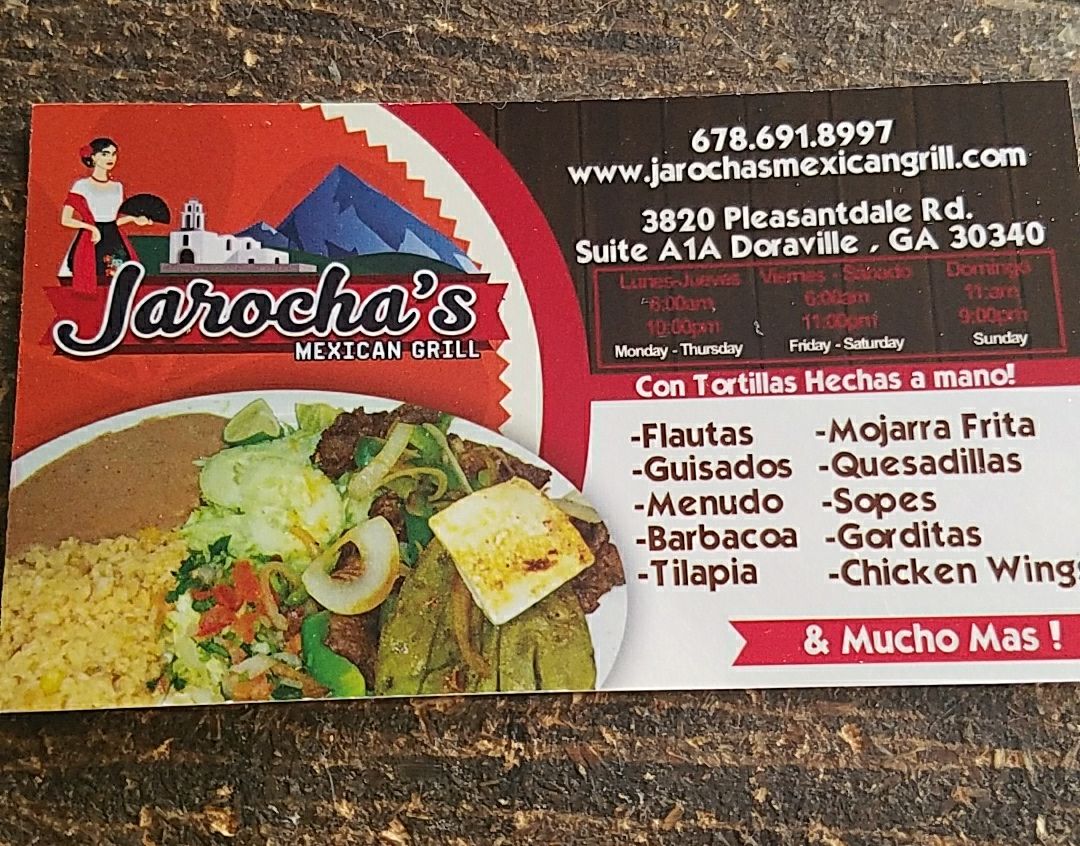 Jarocha's
MEXICAN GRILL
678.691.8997
www.jarochasmexicangrill.com
3820 Pleasantdale Rd.
Suite A1A Doraville , GA 30340
Lunes-Jueves Viernes - Sábado Domingo
6:00am 6:00am 11:am
10:00pm 11:00pm 9:00pm
Monday - Thursday Friday - Saturday Sunday
Con Tortillas Hechas a mano!
-Flautas -Mojarra Frita
-Guisados -Quesadillas
-Menudo -Sopes
-Barbacoa -Gorditas
-Tilapia -Chicken Wings
& Mucho Mas !